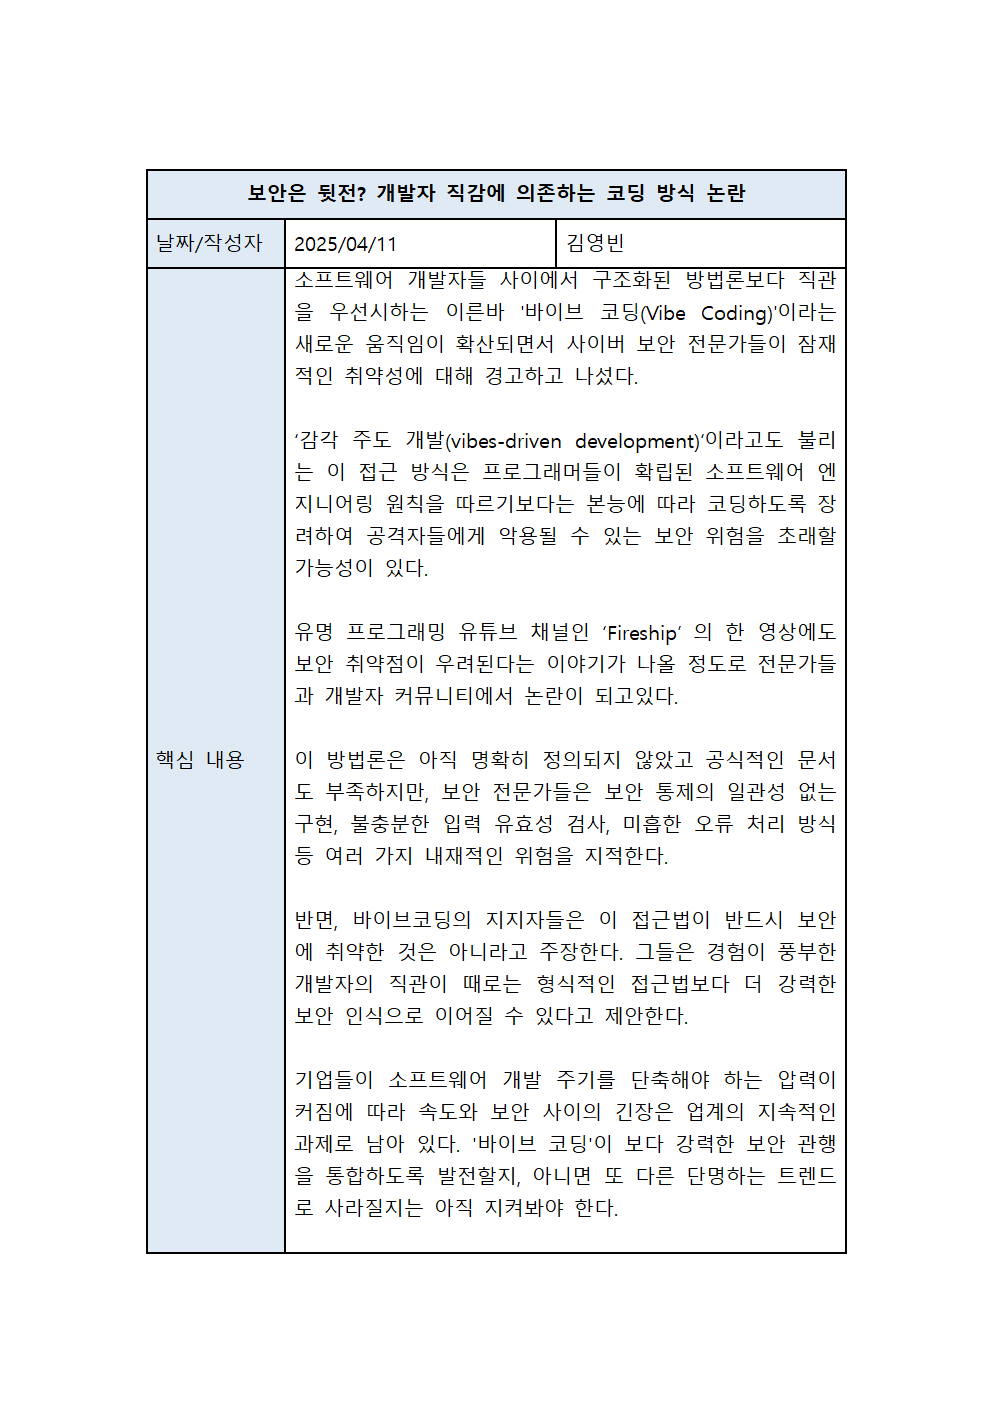 보안은 뒷전? 개발자 직감에 의존하는 코딩 방식 논란
날짜/작성자 2025/04/11 김영빈
핵심 내용
소프트웨어 개발자들 사이에서 구조화된 방법론보다 직관
을 우선시하는 이른바 '바이브 코딩(Vibe Coding)'이라는
새로운 움직임이 확산되면서 사이버 보안 전문가들이 잠재
적인 취약성에 대해 경고하고 나섰다.
‘감각 주도 개발(vibes-driven development)‘이라고도 불리
는 이 접근 방식은 프로그래머들이 확립된 소프트웨어 엔
지니어링 원칙을 따르기보다는 본능에 따라 코딩하도록 장
려하여 공격자들에게 악용될 수 있는 보안 위험을 초래할
가능성이 있다.
유명 프로그래밍 유튜브 채널인 ‘Fireship’ 의 한 영상에도
보안 취약점이 우려된다는 이야기가 나올 정도로 전문가들
과 개발자 커뮤니티에서 논란이 되고있다.
이 방법론은 아직 명확히 정의되지 않았고 공식적인 문서
도 부족하지만, 보안 전문가들은 보안 통제의 일관성 없는
구현, 불충분한 입력 유효성 검사, 미흡한 오류 처리 방식
등 여러 가지 내재적인 위험을 지적한다.
반면, 바이브코딩의 지지자들은 이 접근법이 반드시 보안
에 취약한 것은 아니라고 주장한다. 그들은 경험이 풍부한
개발자의 직관이 때로는 형식적인 접근법보다 더 강력한
보안 인식으로 이어질 수 있다고 제안한다.
기업들이 소프트웨어 개발 주기를 단축해야 하는 압력이
커짐에 따라 속도와 보안 사이의 긴장은 업계의 지속적인
과제로 남아 있다. '바이브 코딩'이 보다 강력한 보안 관행
을 통합하도록 발전할지, 아니면 또 다른 단명하는 트렌드
로 사라질지는 아직 지켜봐야 한다.